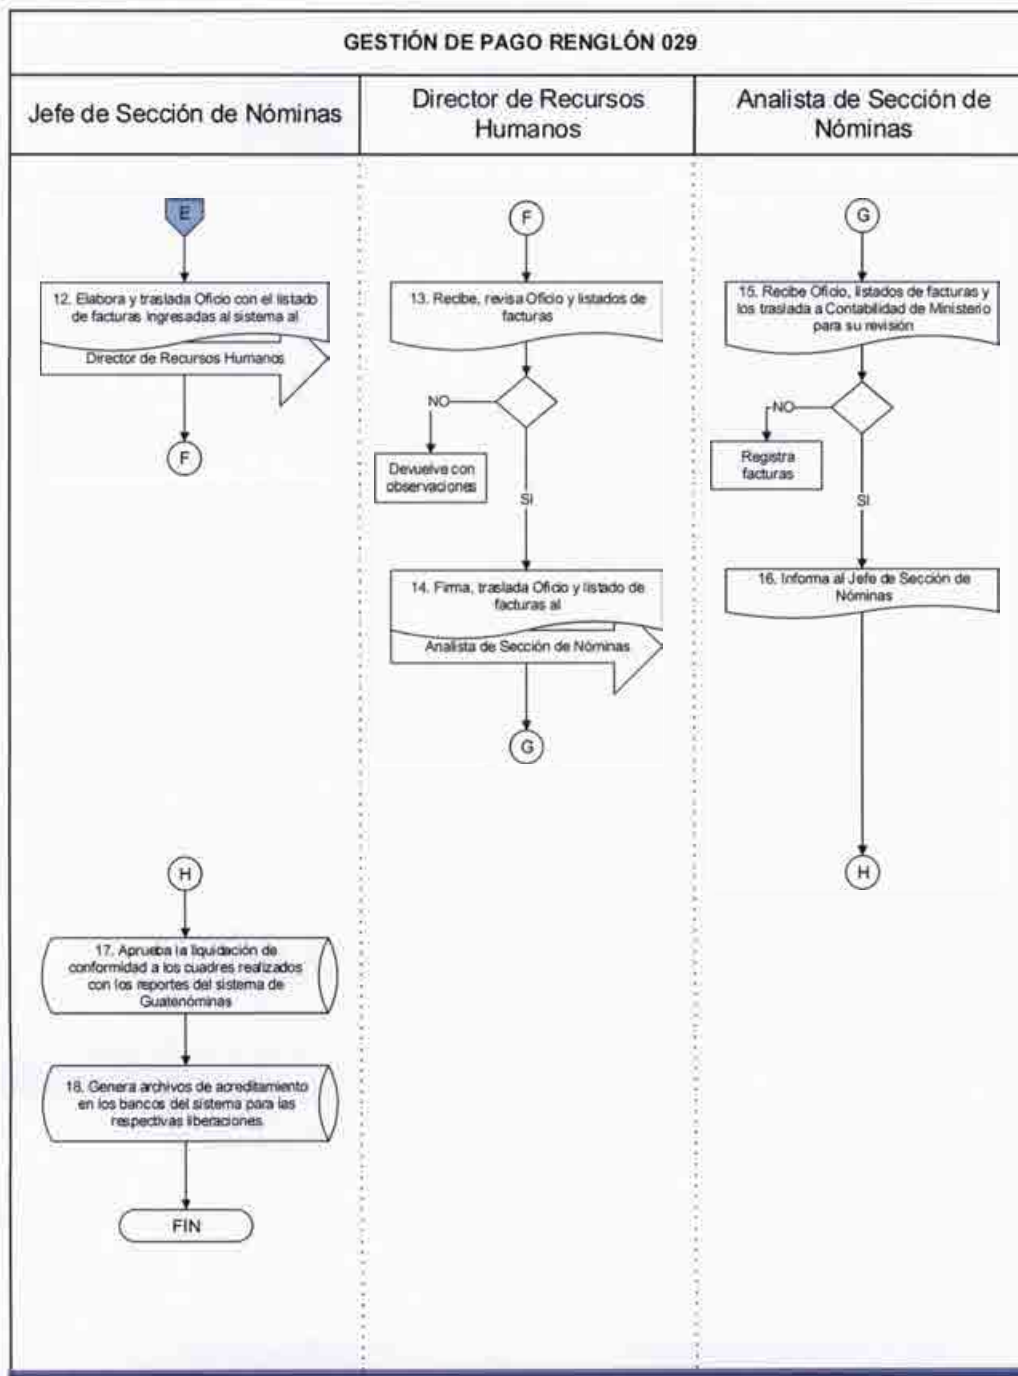 GESTIÓN DE PAGO RENGLÓN 029
Jefe de Sección de Nóminas
Director de Recursos
Humanos
Analista de Sección de
Nóminas
E
12. Elabora y traslada Oficio con el listado
de facturas ingresadas al sistema al
Director de Recursos Humanos
F
F
13. Recibe, revisa Oficio y listados de
facturas
NO
Devuelve con
observaciones
SI
14. Firma, traslada Oficio y listado de
facturas al
Analista de Sección de Nóminas
G
G
15. Recibe Oficio, listados de facturas y
los traslada a Contabilidad de Ministerio
para su revisión
NO
Registra
facturas
SI
16. Informa al Jefe de Sección de
Nóminas
H
H
17. Aprueba la liquidación de
conformidad a los cuadres realizados
con los reportes del sistema de
Guatenóminas
18. Genera archivos de acreditamiento
en los bancos del sistema para las
respectivas liberaciones.
FIN